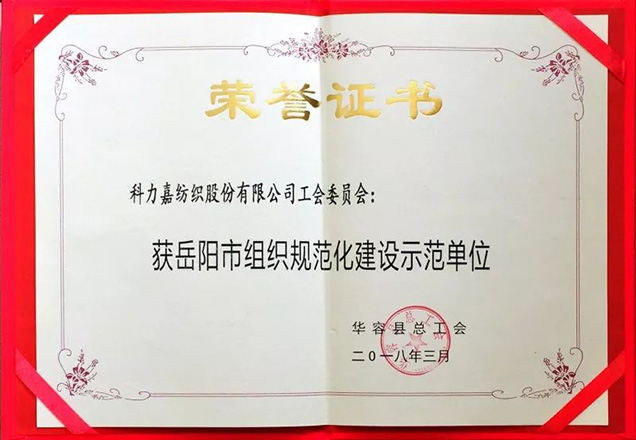 荣誉证书
科力嘉纺织股份有限公司工会委员会：
获岳阳市组织规范化建设示范单位
华容县总工会
二〇一八年三月